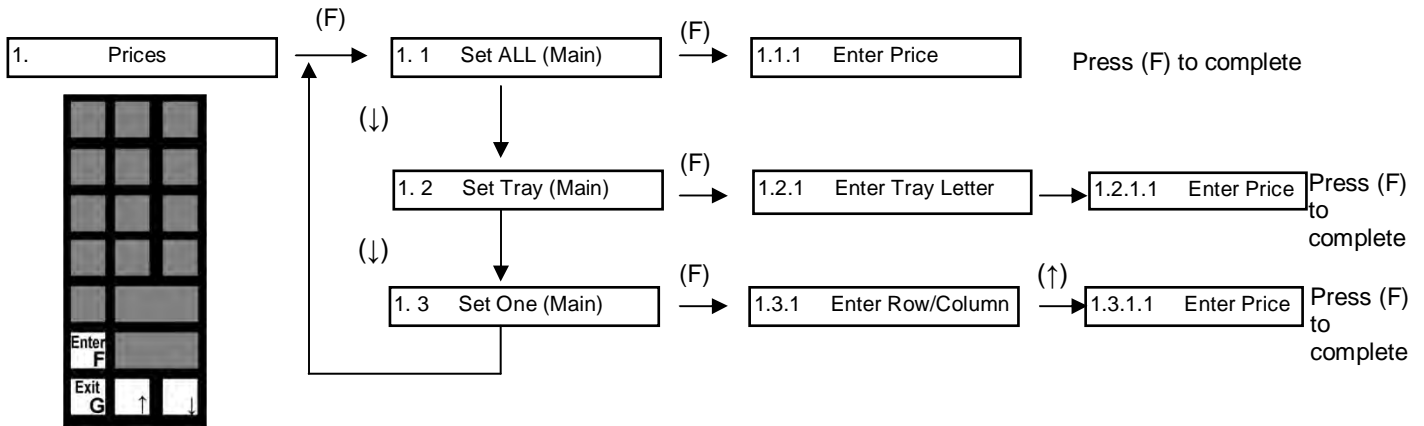 (F)
1. Prices
1. 1 Set ALL (Main)
(F)
1.1.1 Enter Price
Press (F) to complete
(↓)
1. 2 Set Tray (Main)
(F)
1.2.1 Enter Tray Letter
1.2.1.1 Enter Price
Press (F)
to
complete
(↓)
1. 3 Set One (Main)
(F)
1.3.1 Enter Row/Column
(↑)
1.3.1.1 Enter Price
Press (F)
to
complete
Enter
F
Exit
G ↑ ↓